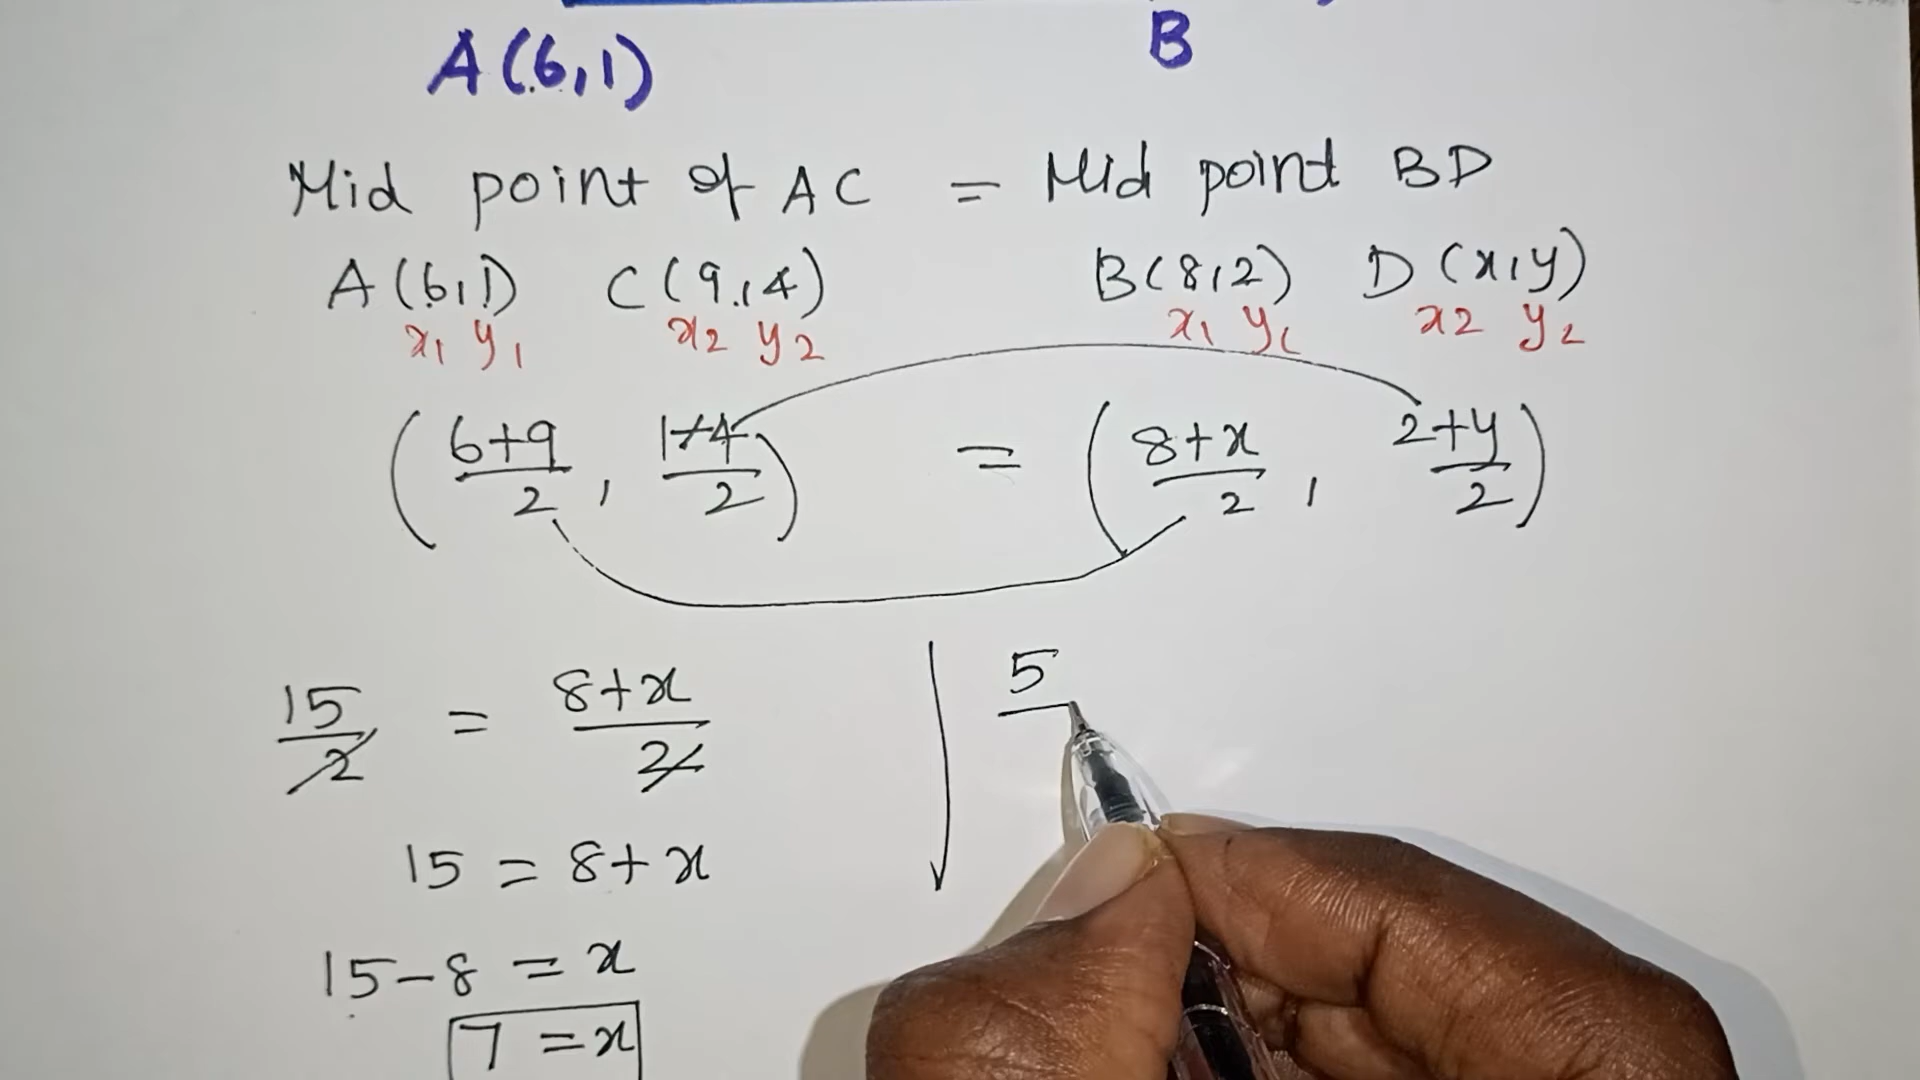 A(6,1) B
Mid point of AC = Mid point BD
A(6,1) C(9,4) B(8,2) D(x,y)
x1 y1 x2 y2 x1 y1 x2 y2
(6+9/2, 1+4/2) = (8+x/2, 2+y/2)
15/2 = 8+x/2 5
15 = 8+x
15-8 = x
7 = x